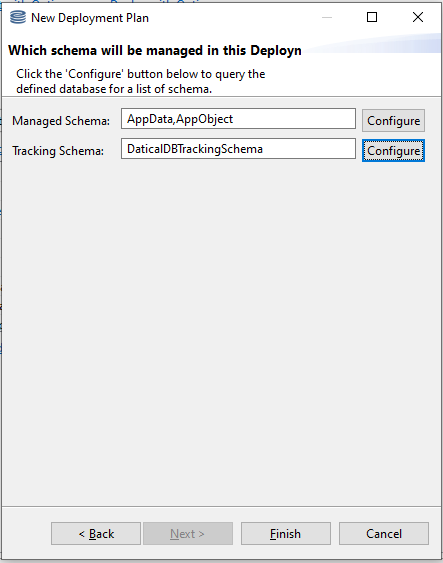 New Deployment Plan
Which schema will be managed in this Deployn
Click the 'Configure' button below to query the
defined database for a list of schema.
Managed Schema: AppData,AppObject Configure
Tracking Schema: DaticalDBTrackingSchema Configure
< Back Next > Finish Cancel